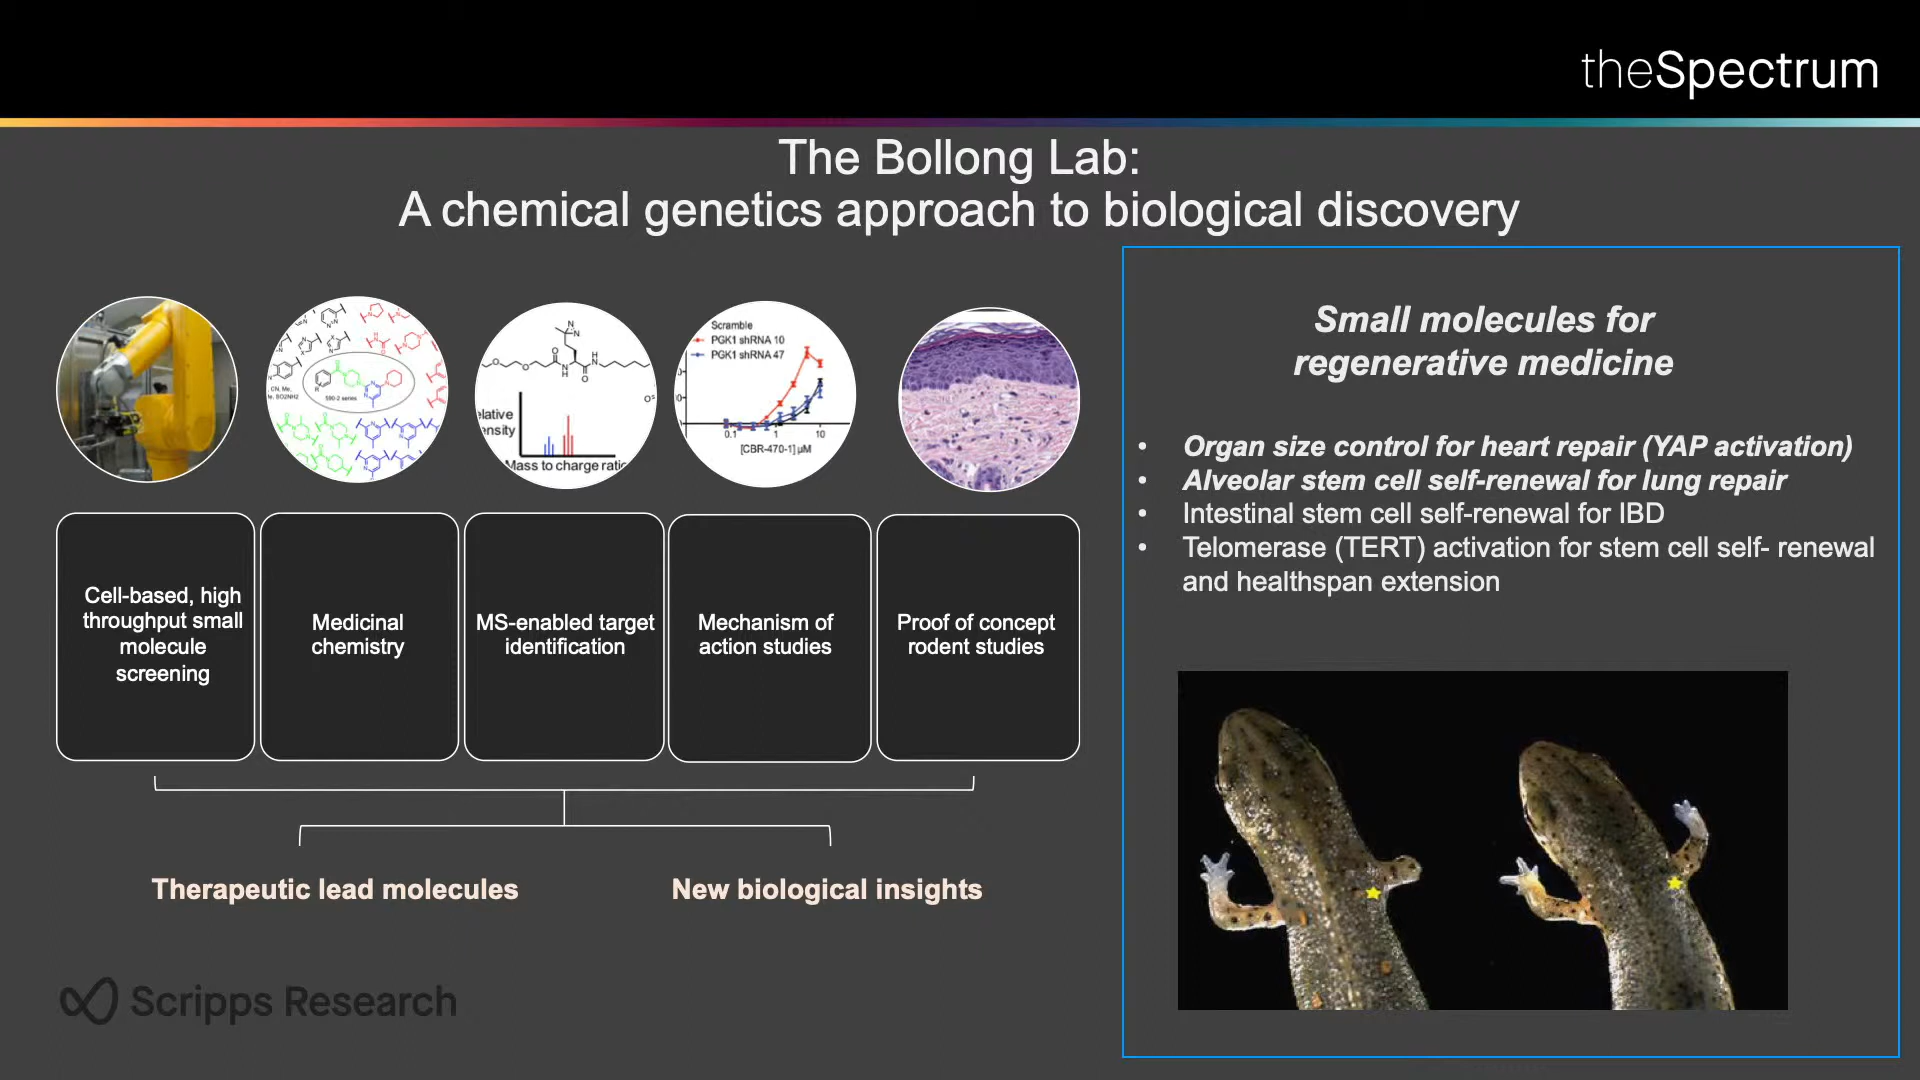 theSpectrum
The Bollong Lab:
A chemical genetics approach to biological discovery
CN, Me,
590-2 series
Mass to charge ratio
Scramble
PGK1 shRNA 10
PGK1 shRNA 47
0.1
1
10
[CBR-470-1] µM
Cell-based, high
throughput small
molecule
screening
Medicinal
chemistry
MS-enabled target
identification
Mechanism of
action studies
Proof of concept
rodent studies
Therapeutic lead molecules
New biological insights
Scripps Research
Small molecules for
regenerative medicine
• Organ size control for heart repair (YAP activation)
• Alveolar stem cell self-renewal for lung repair
• Intestinal stem cell self-renewal for IBD
• Telomerase (TERT) activation for stem cell self- renewal
and healthspan extension